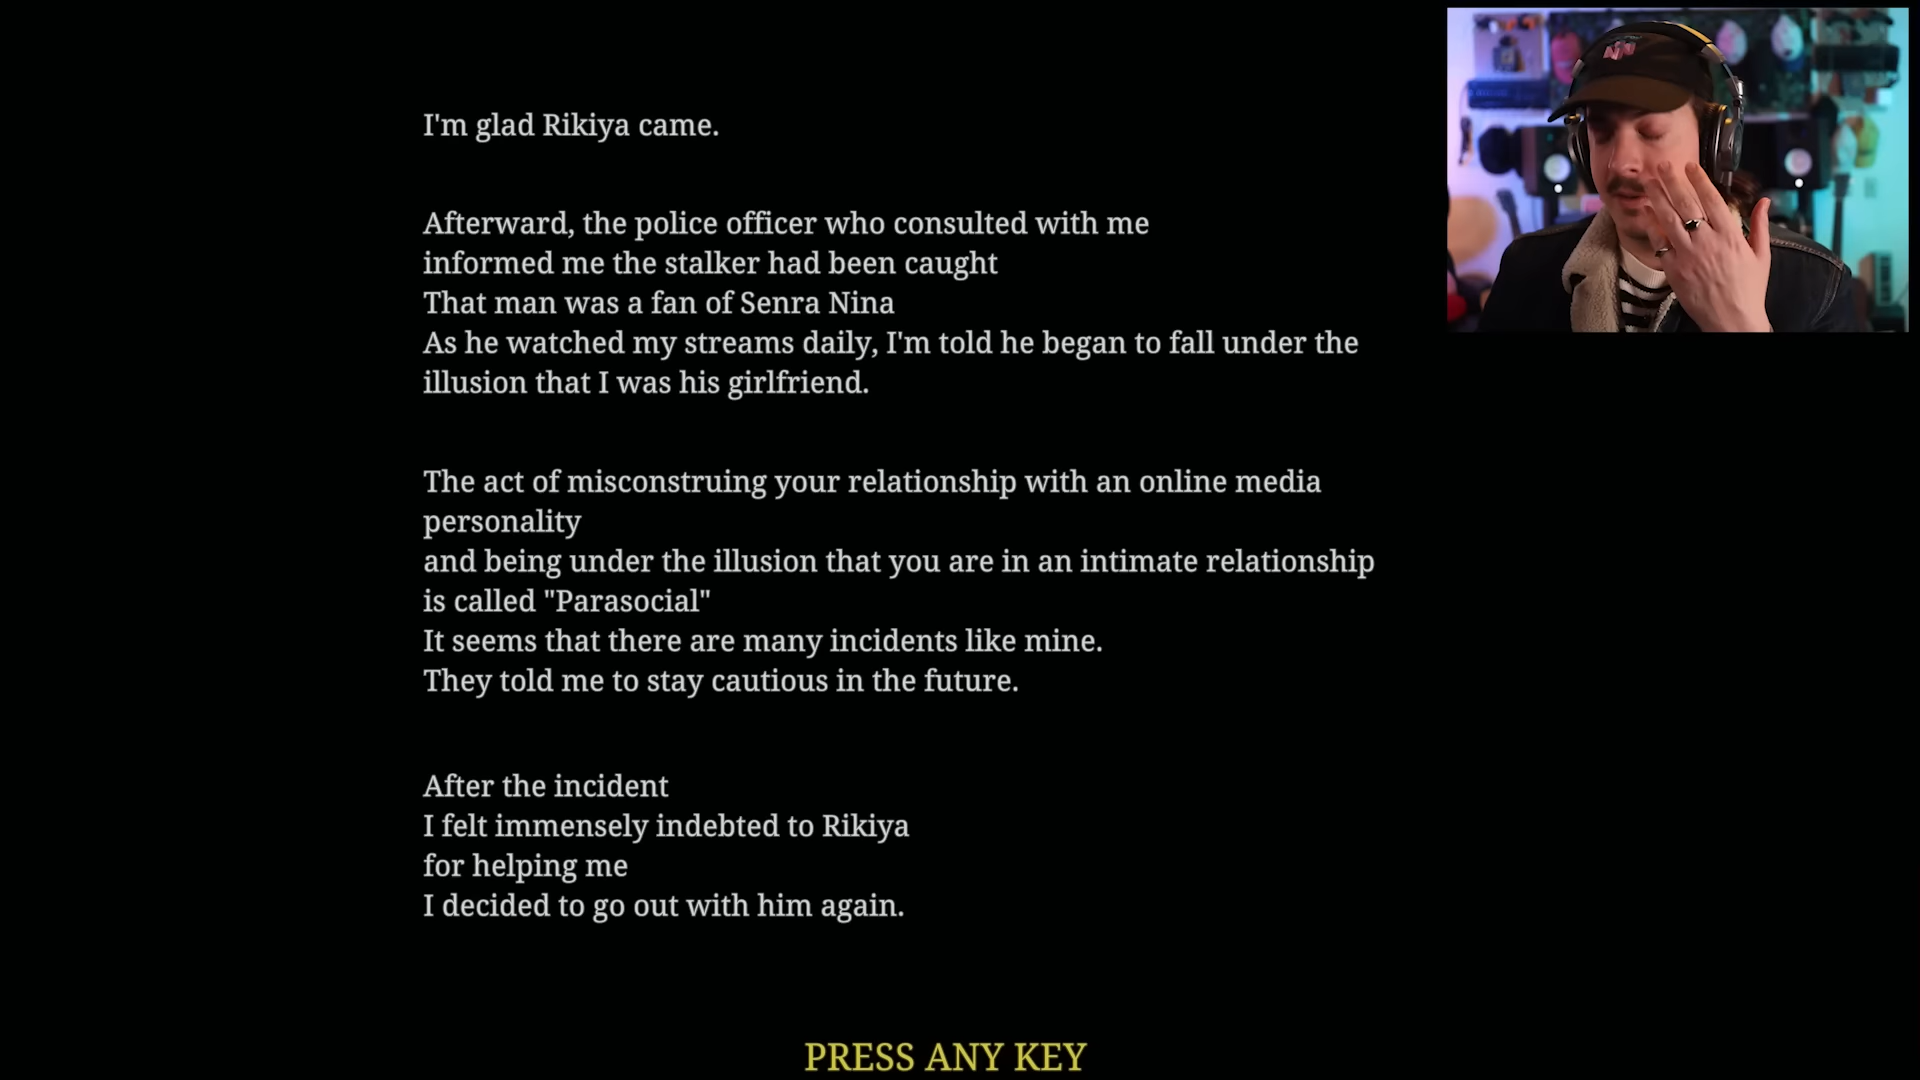 I'm glad Rikiya came.
Afterward, the police officer who consulted with me
informed me the stalker had been caught
That man was a fan of Senra Nina
As he watched my streams daily, I'm told he began to fall under the
illusion that I was his girlfriend.
The act of misconstruing your relationship with an online media
personality
and being under the illusion that you are in an intimate relationship
is called "Parasocial"
It seems that there are many incidents like mine.
They told me to stay cautious in the future.
After the incident
I felt immensely indebted to Rikiya
for helping me
I decided to go out with him again.
PRESS ANY KEY